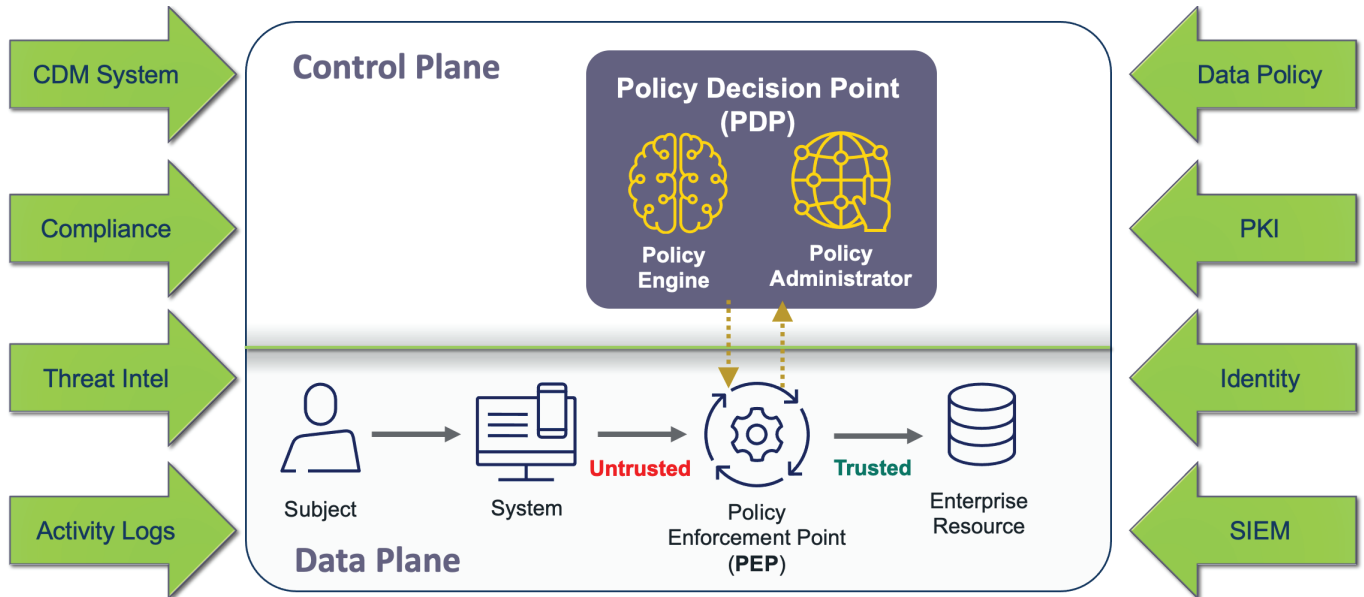 CDM System
Compliance
Threat Intel
Activity Logs
Control Plane
Policy Decision Point
(PDP)
Policy
Engine
Policy
Administrator
Subject
System
Untrusted
Policy
Enforcement Point
(PEP)
Trusted
Enterprise
Resource
Data Plane
Data Policy
PKI
Identity
SIEM